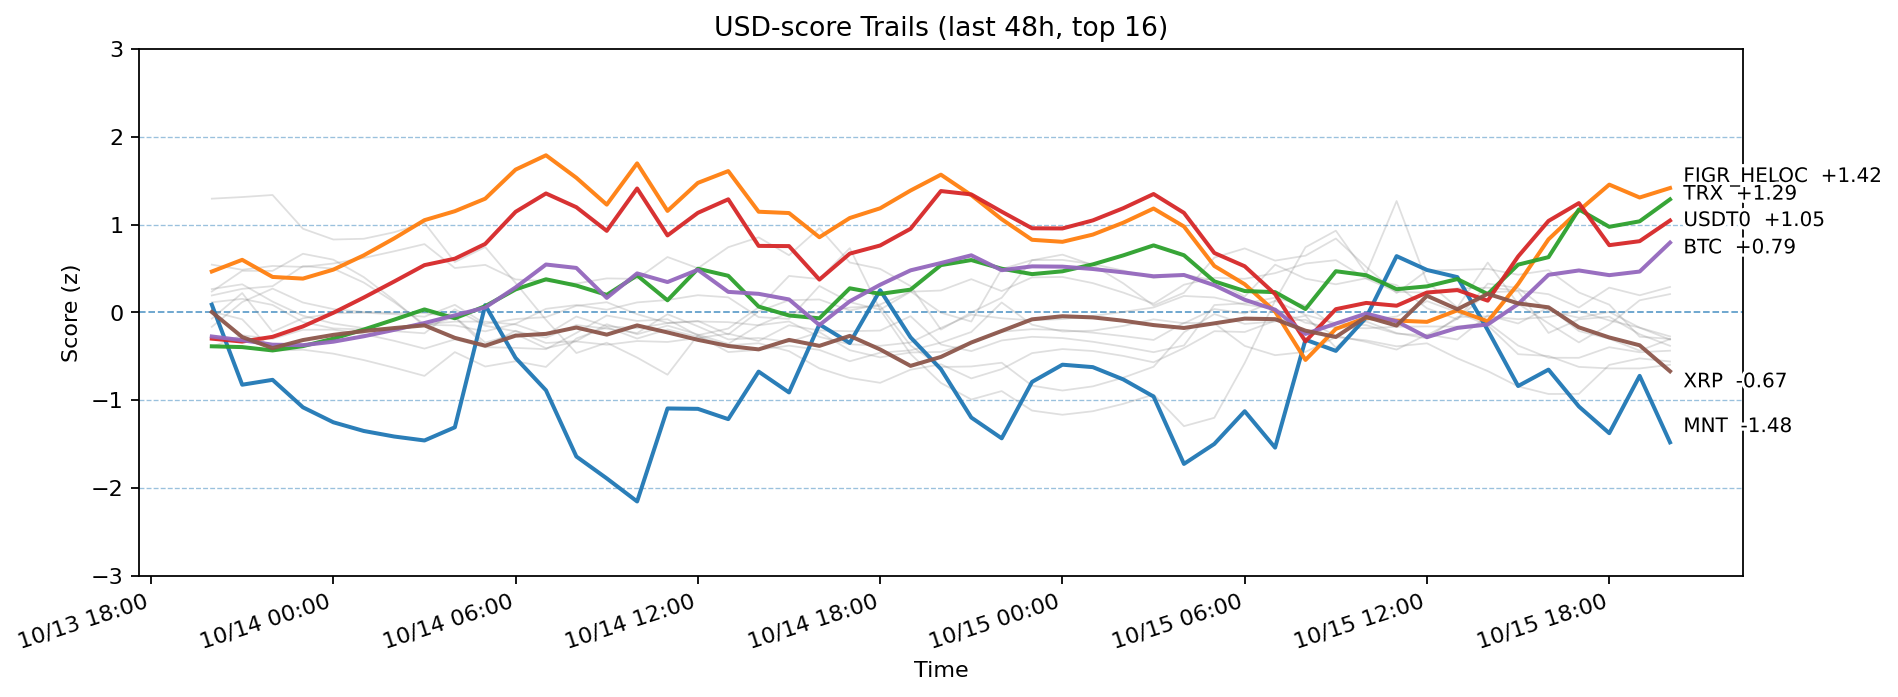 USD-score Trails (last 48h, top 16)
Score (z)
3
2
1
0
−1
−2
−3
FIGR_HELOC +1.42
TRX +1.29
USDT0 +1.05
BTC +0.79
XRP -0.67
MNT -1.48
10/13 18:00
10/14 00:00
10/14 06:00
10/14 12:00
10/14 18:00
10/15 00:00
10/15 06:00
10/15 12:00
10/15 18:00
Time